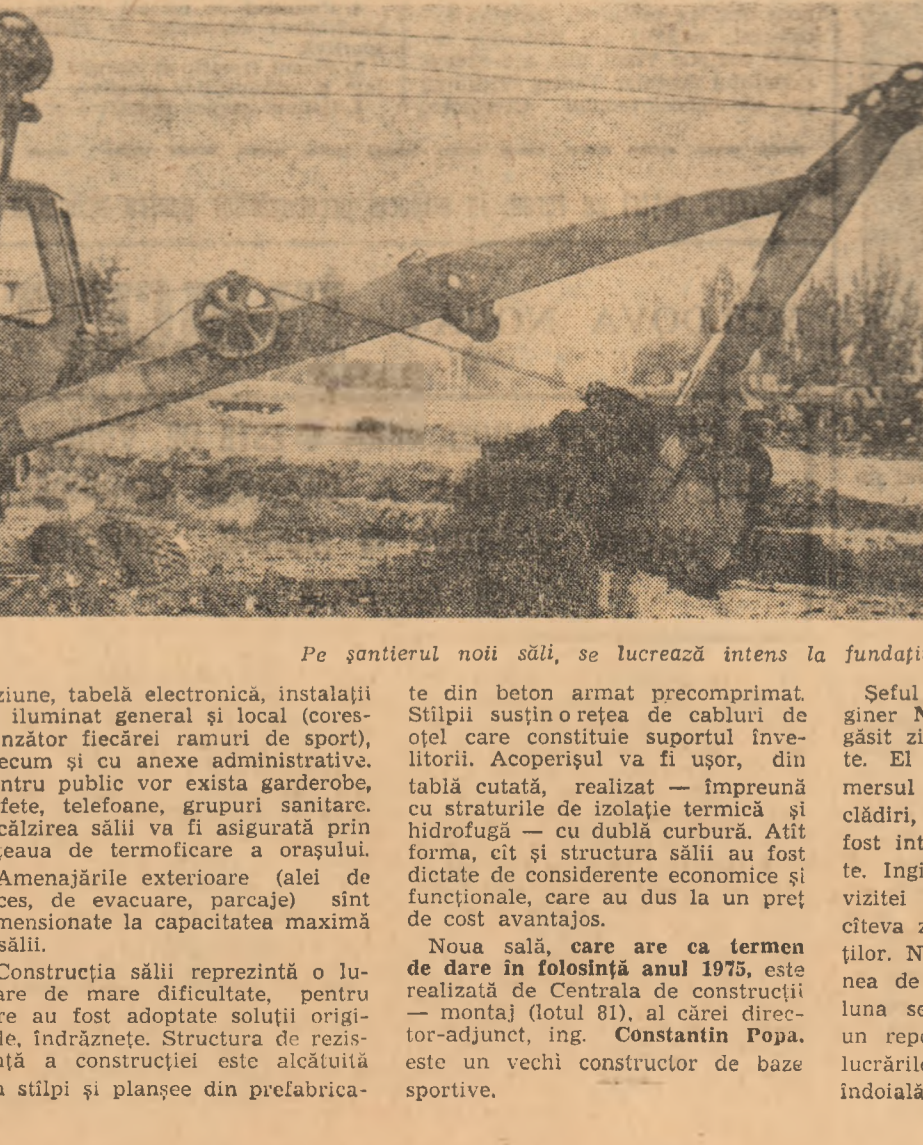 Pe șantierul noii săli, se lucrează intens la fundați
ziune, tabelă electronică, instalații
iluminat general și local (cores-
nzător fiecărei ramuri de sport),
ecum și cu anexe administrative.
ntru public vor exista garderobe,
fete, telefoane, grupuri sanitare.
călzirea sălii va fi asigurată prin
țeaua de termoficare a orașului.
Amenajările exterioare (alei de
ces, de evacuare, parcaje) sînt
mensionate la capacitatea maximă
sălii.
Construcția sălii reprezintă o lu-
are de mare dificultate, pentru
re au fost adoptate soluții origi-
le, îndrăznețe. Structura de rezis-
ță a construcției este alcătuită
n stîlpi și planșee din prefabrica-
te din beton armat precomprimat.
Stîlpii susțin o rețea de cabluri de
oțel care constituie suportul înve-
litorii. Acoperișul va fi ușor, din
tablă cutată, realizat — împreună
cu straturile de izolație termică și
hidrofugă — cu dublă curbură. Atît
forma, cît și structura sălii au fost
dictate de considerente economice și
funcționale, care au dus la un preț
de cost avantajos.
Noua sală, care are ca termen
de dare în folosință anul 1975, este
realizată de Centrala de construcții
— montaj (lotul 81), al cărei direc-
tor-adjunct, ing. Constantin Popa,
este un vechi constructor de baze
sportive.
Șeful
giner N
găsit zi
te. El
mersul
clădiri,
fost int
te. Ingi
vizitei
cîteva z
ților. N
nea de
luna se
un repe
lucrăril
îndoială